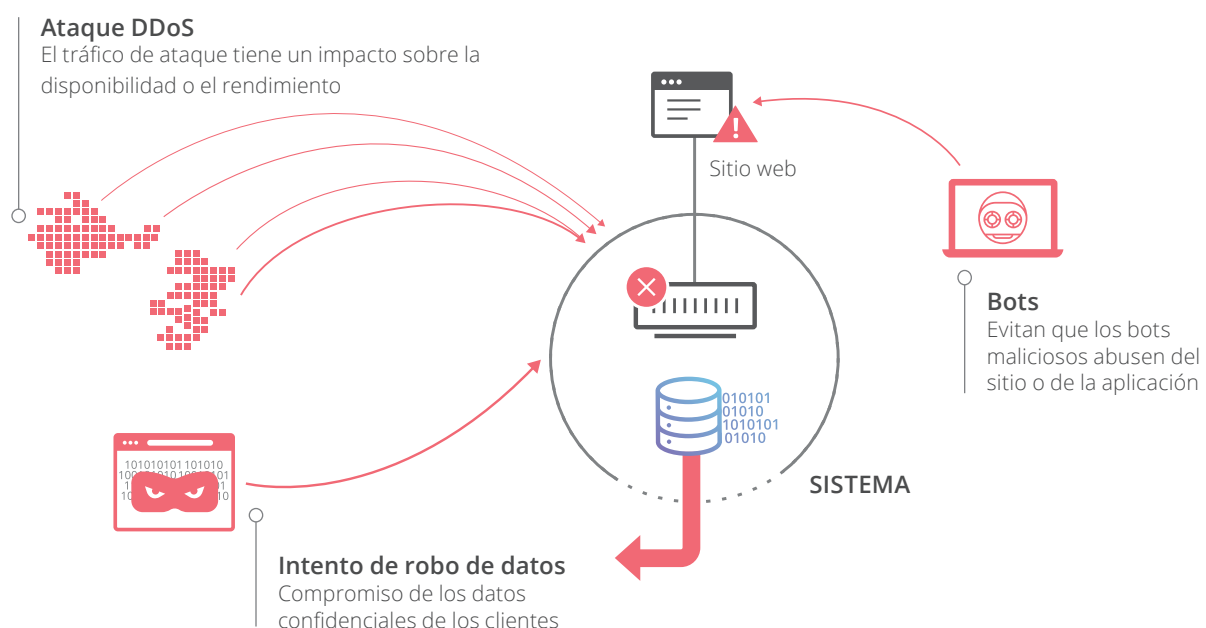 Ataque DDoS
El tráfico de ataque tiene un impacto sobre la
disponibilidad o el rendimiento
Sitio web
Bots
Evitan que los bots
maliciosos abusen del
sitio o de la aplicación
010101
01010
1010101
01010
SISTEMA
101010101 101010
Intento de robo de datos
Compromiso de los datos
confidenciales de los clientes